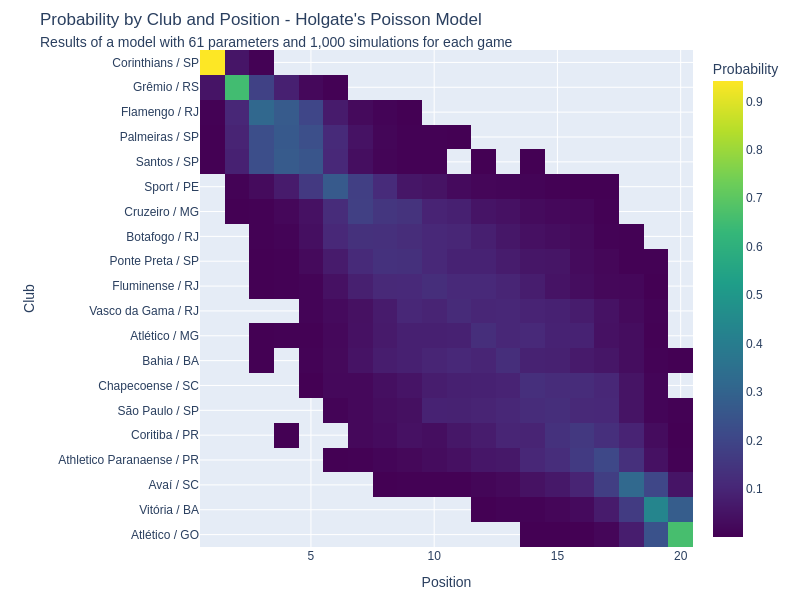 Probability by Club and Position - Holgate's Poisson Model
Results of a model with 61 parameters and 1,000 simulations for each game
Probability
Corinthians / SP
Grêmio / RS
Flamengo / RJ
Palmeiras / SP
Santos / SP
Sport / PE
Cruzeiro / MG
Botafogo / RJ
Ponte Preta / SP
Fluminense / RJ
Vasco da Gama / RJ
Atlético / MG
Bahia / BA
Chapecoense / SC
São Paulo / SP
Coritiba / PR
Athletico Paranaense / PR
Avaí / SC
Vitória / BA
Atlético / GO
Club
5
10
15
20
Position
0.9
0.8
0.7
0.6
0.5
0.4
0.3
0.2
0.1